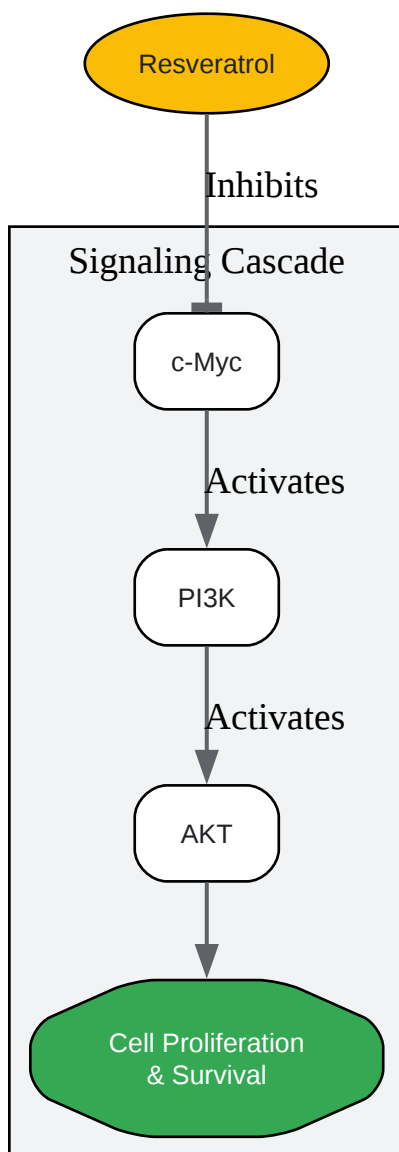 Resveratrol
Inhibits
Signaling Cascade
c-Myc
Activates
PI3K
Activates
AKT
Cell Proliferation
& Survival